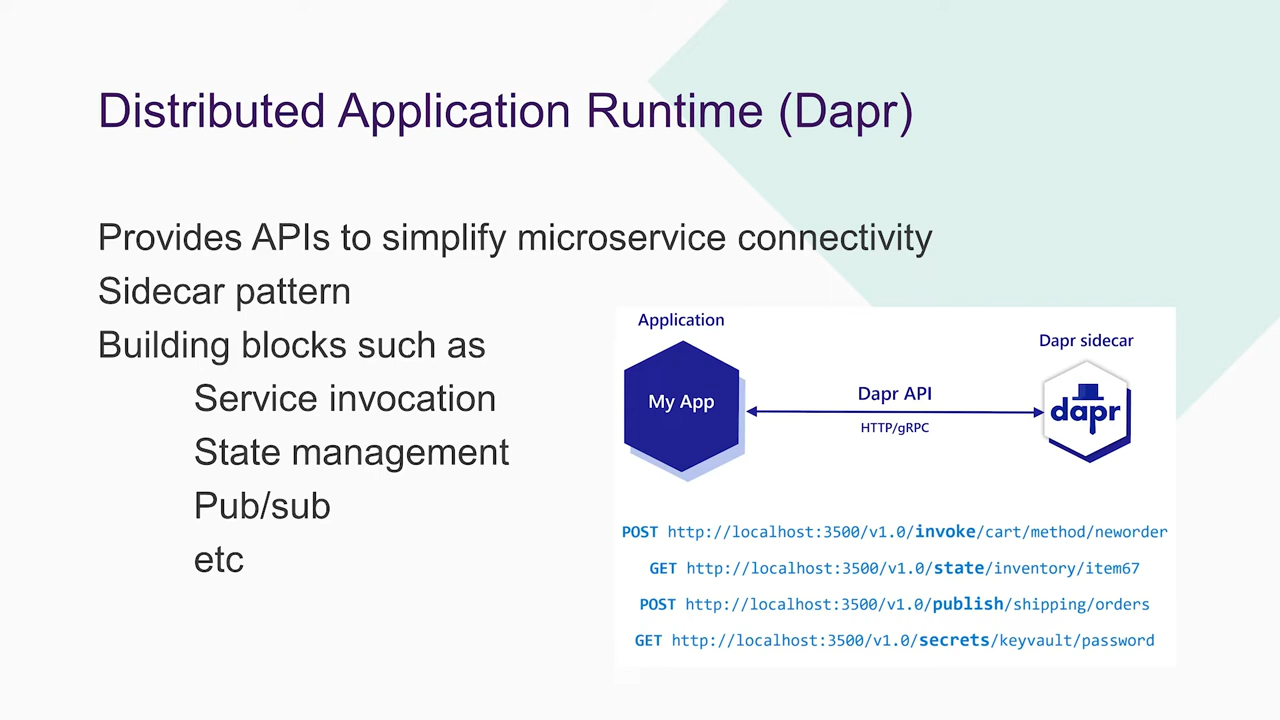 Distributed Application Runtime (Dapr)
Provides APIs to simplify microservice connectivity
Sidecar pattern
Building blocks such as
Service invocation
State management
Pub/sub
etc
Application
My App
Dapr API
HTTP/gRPC
Dapr sidecar
dapr
POST http://localhost:3500/v1.0/invoke/cart/method/neworder
GET http://localhost:3500/v1.0/state/inventory/item67
POST http://localhost:3500/v1.0/publish/shipping/orders
GET http://localhost:3500/v1.0/secrets/keyvault/password